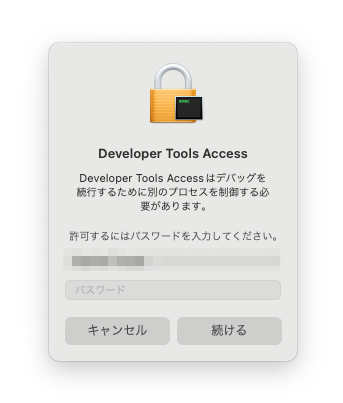 Developer Tools Access
Developer Tools Accessはデバッグを
続行するために別のプロセスを制御する必
要があります。
許可するにはパスワードを入力してください。
パスワード
キャンセル
続ける